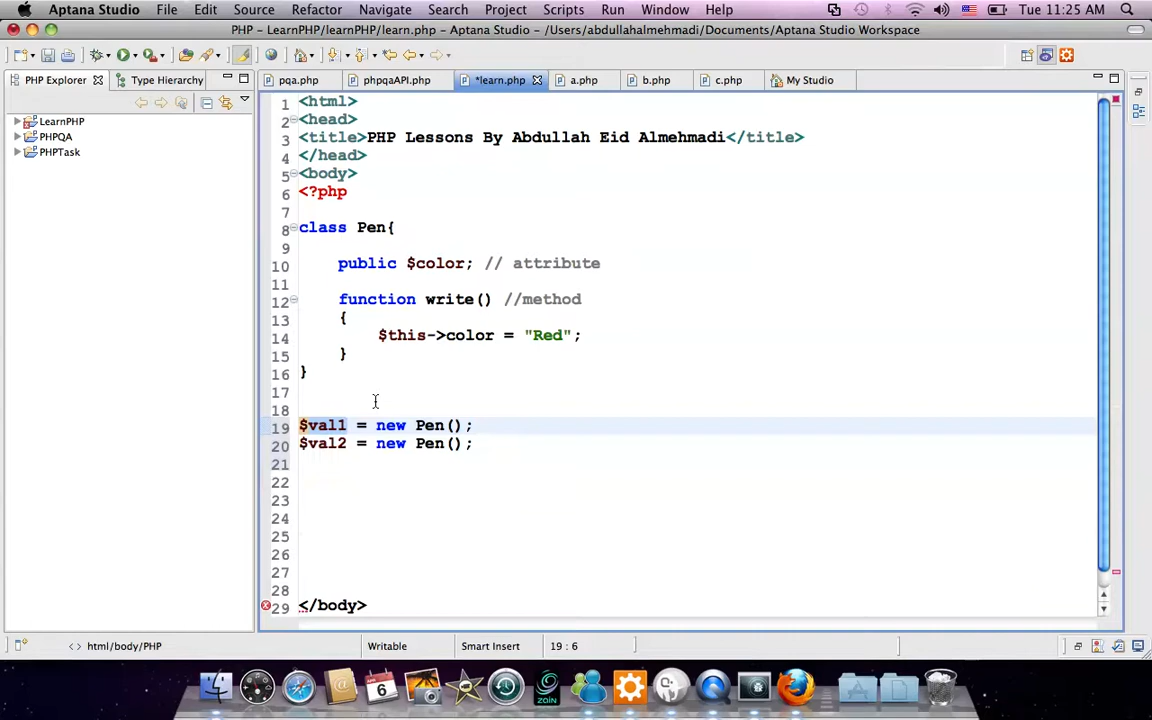 Aptana Studio File Edit Source Refactor Navigate Search Project Scripts Run Window Help Tue 11:25 AM
PHP - LearnPHP/learnPHP/learn.php - Aptana Studio - /Users/abdullahalmehmadi/Documents/Aptana Studio Workspace
PHP Explorer Type Hierarchy pqa.php phpqaAPI.php *learn.php a.php b.php c.php My Studio
LearnPHP
PHPQA
PHPTask
1 <html>
2 <head>
3 <title>PHP Lessons By Abdullah Eid Almehmadi</title>
4 </head>
5 <body>
6 <?php
7
8 class Pen{
9
10 public $color; // attribute
11
12 function write() //method
13 {
14 $this->color = "Red";
15 }
16 }
17
18
19 $val1 = new Pen();
20 $val2 = new Pen();
21
22
23
24
25
26
27
28
29 </body>
<> html/body/PHP Writable Smart Insert 19 : 6
APR
6
zain